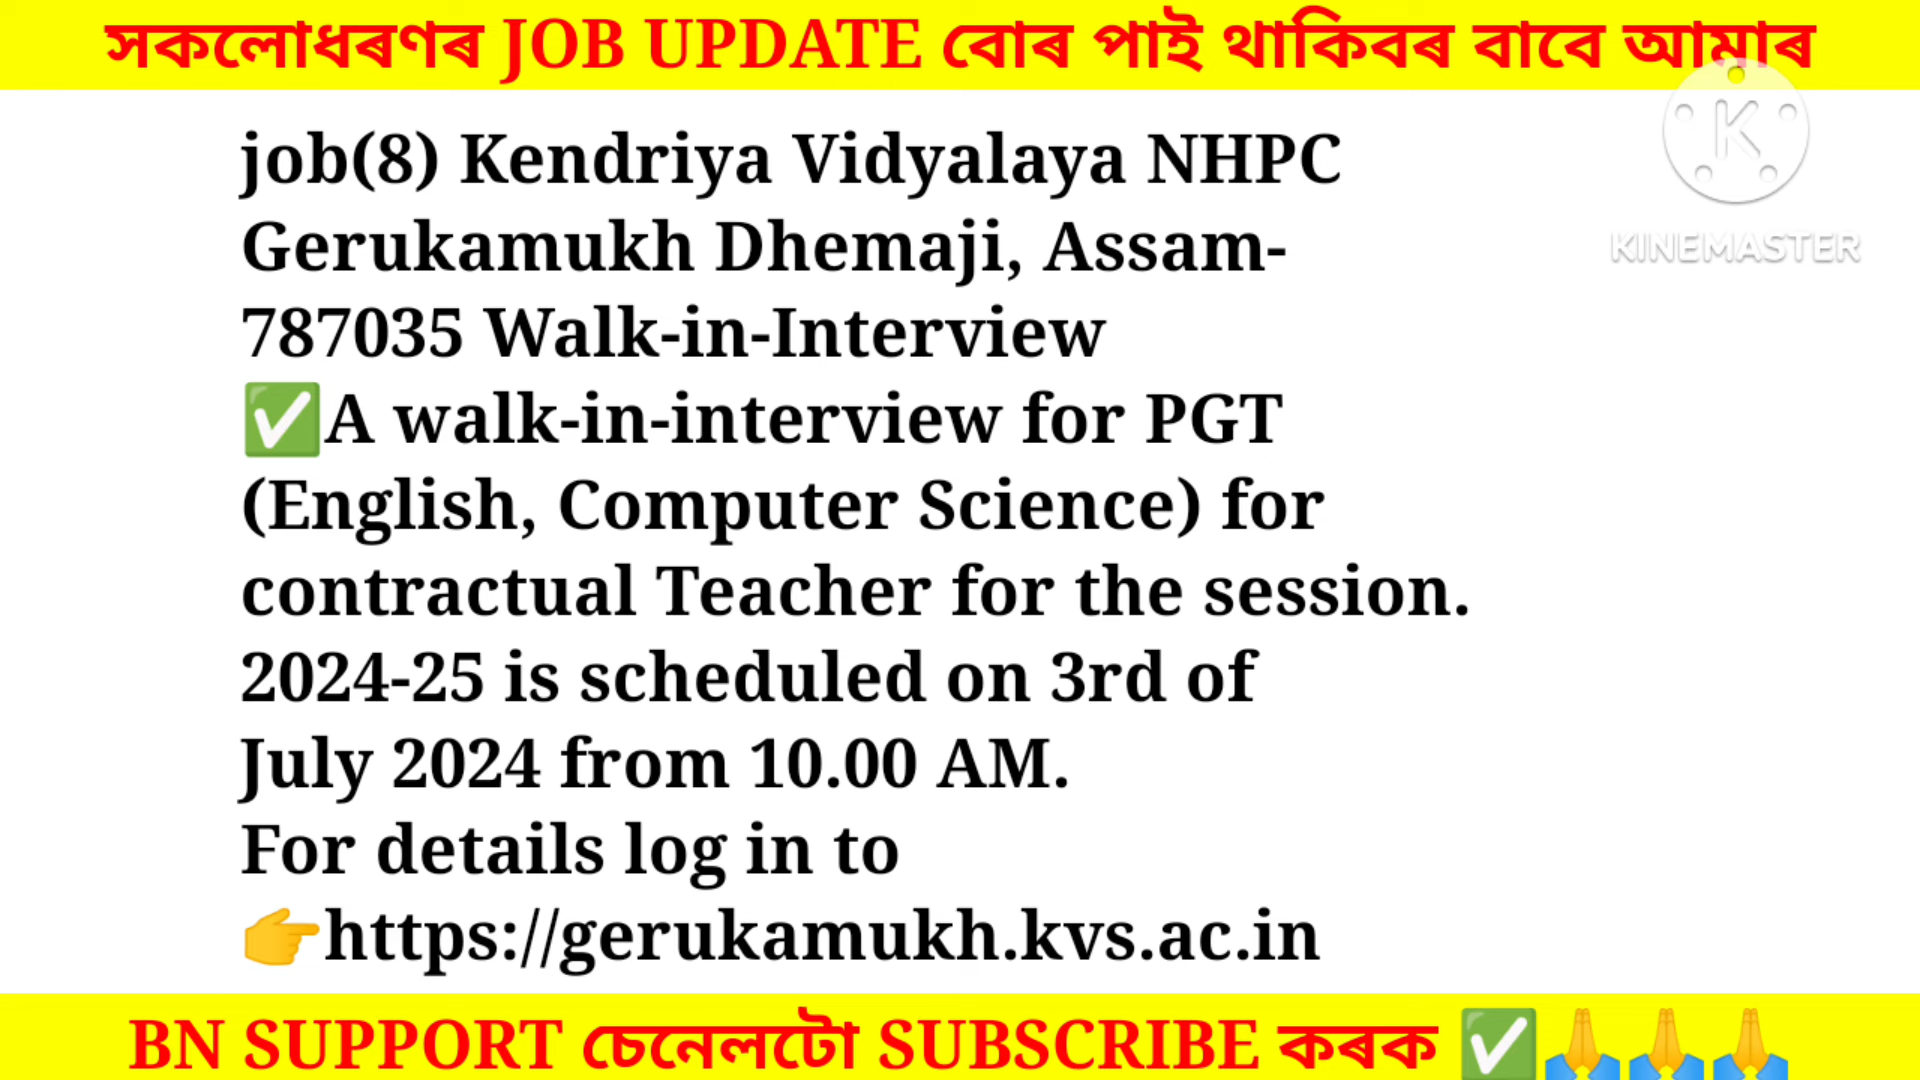 সকলোধৰণৰ JOB UPDATE বোৰ পাই থাকিবৰ বাবে আমাৰ
job(8) Kendriya Vidyalaya NHPC
Gerukamukh Dhemaji, Assam-
787035 Walk-in-Interview
✅A walk-in-interview for PGT
(English, Computer Science) for
contractual Teacher for the session.
2024-25 is scheduled on 3rd of
July 2024 from 10.00 AM.
For details log in to
👉https://gerukamukh.kvs.ac.in
K
KINEMASTER
BN SUPPORT চেনেলটো SUBSCRIBE কৰক ✅🙏🙏🙏